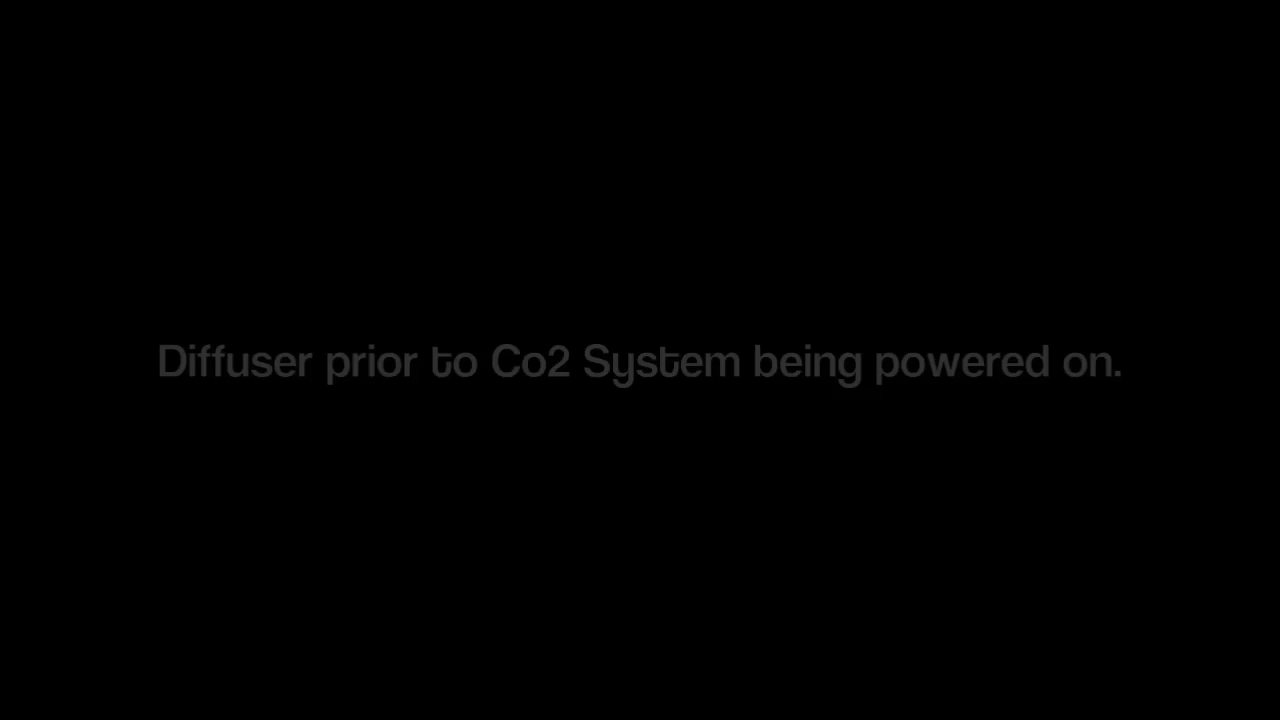 Diffuser prior to Co2 System being powered on.